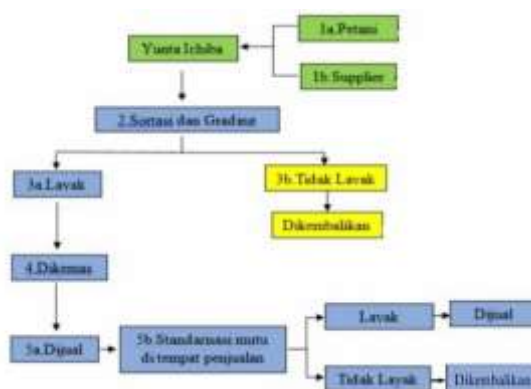 1a.Petani
Yunta Ichiba
1b.Supplier
2.Sortasi dan Grading
3a.Layak
3b.Tidak Layak
Dikembalikan
4.Dikemas
5a.Dijual
5b.Standarisasi mutu
di tempat penjualan
Layak
Dijual
Tidak Layak
Dikembalikan